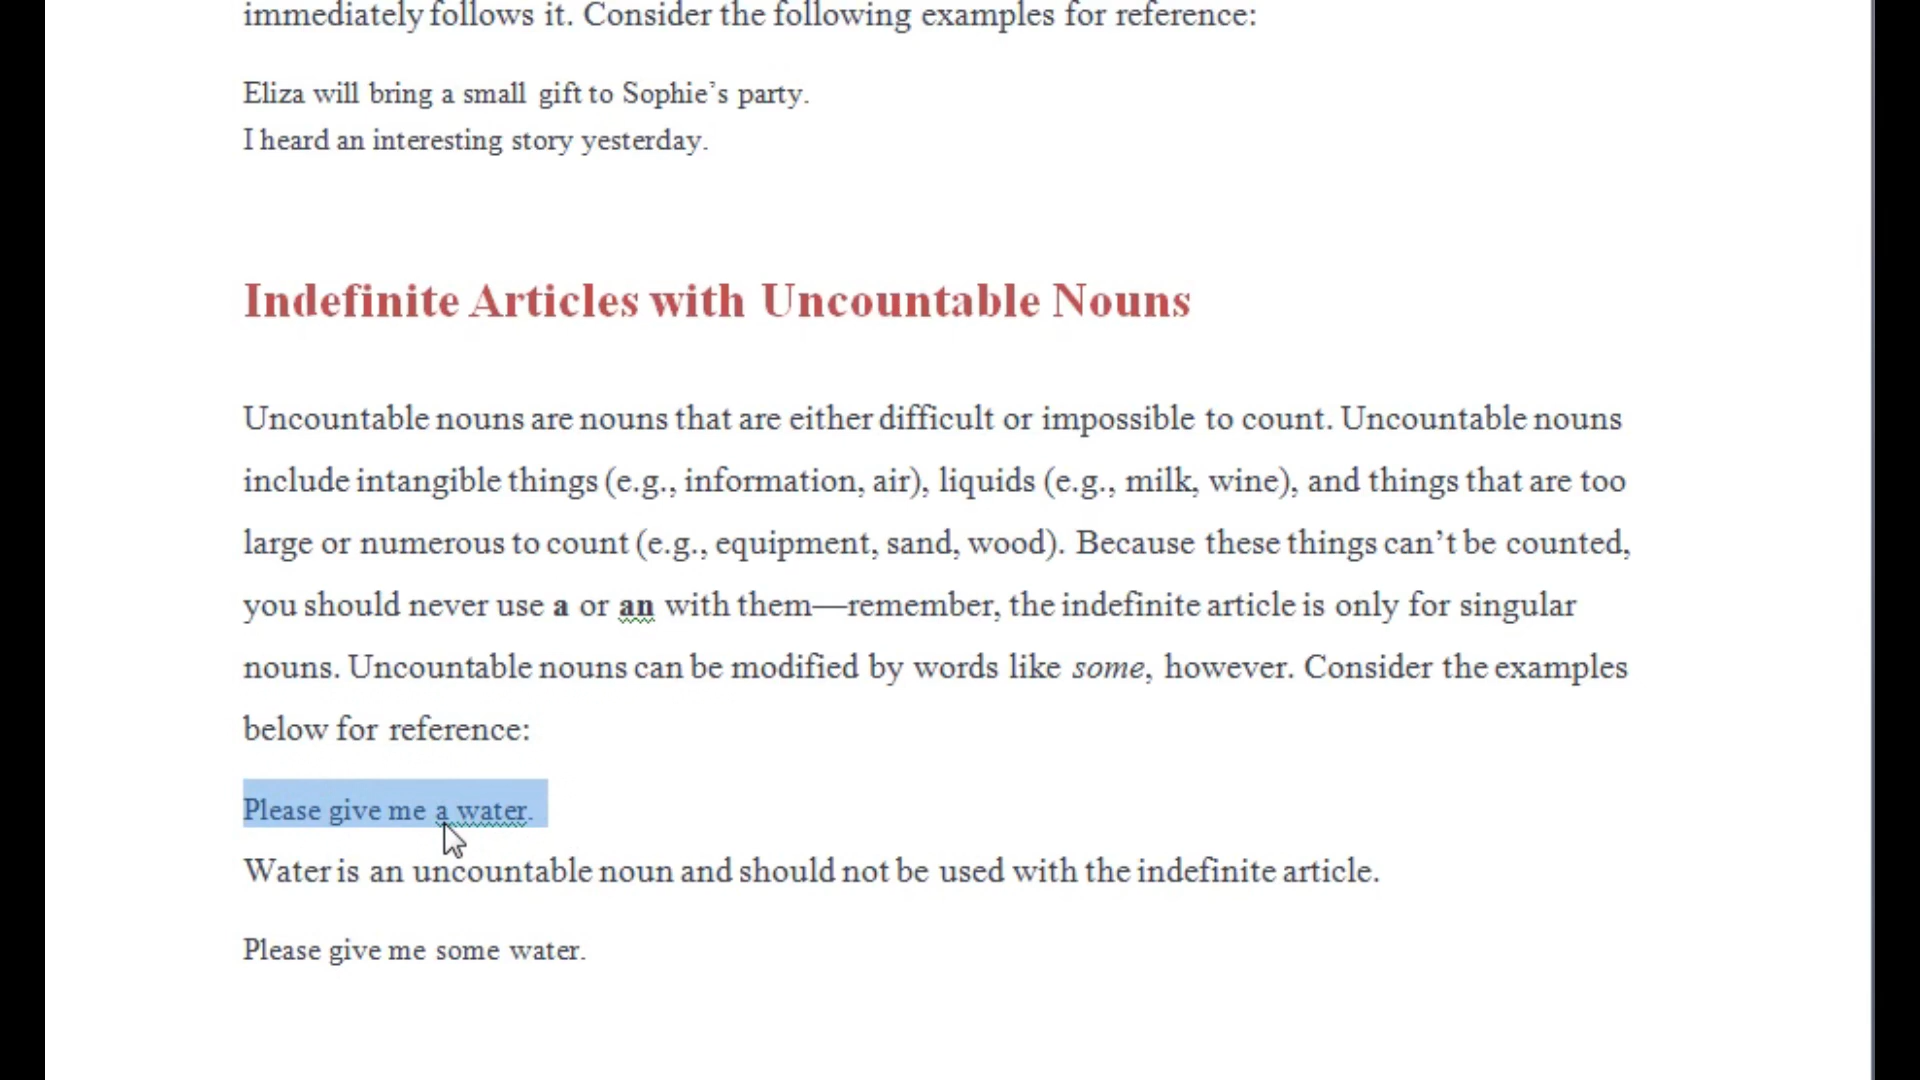 immediately follows it. Consider the following examples for reference:
Eliza will bring a small gift to Sophie’s party.
I heard an interesting story yesterday.
Indefinite Articles with Uncountable Nouns
Uncountable nouns are nouns that are either difficult or impossible to count. Uncountable nouns
include intangible things (e.g., information, air), liquids (e.g., milk, wine), and things that are too
large or numerous to count (e.g., equipment, sand, wood). Because these things can’t be counted,
you should never use a or an with them—remember, the indefinite article is only for singular
nouns. Uncountable nouns can be modified by words like some, however. Consider the examples
below for reference:
Please give me a water.
Water is an uncountable noun and should not be used with the indefinite article.
Please give me some water.